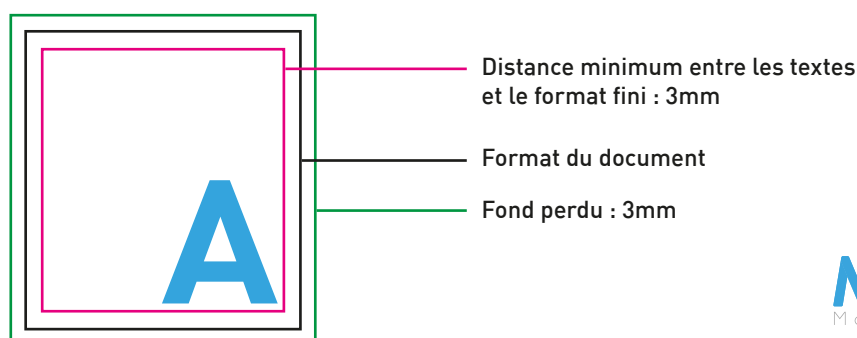 Distance minimum entre les textes
et le format fini : 3mm
Format du document
Fond perdu : 3mm
A